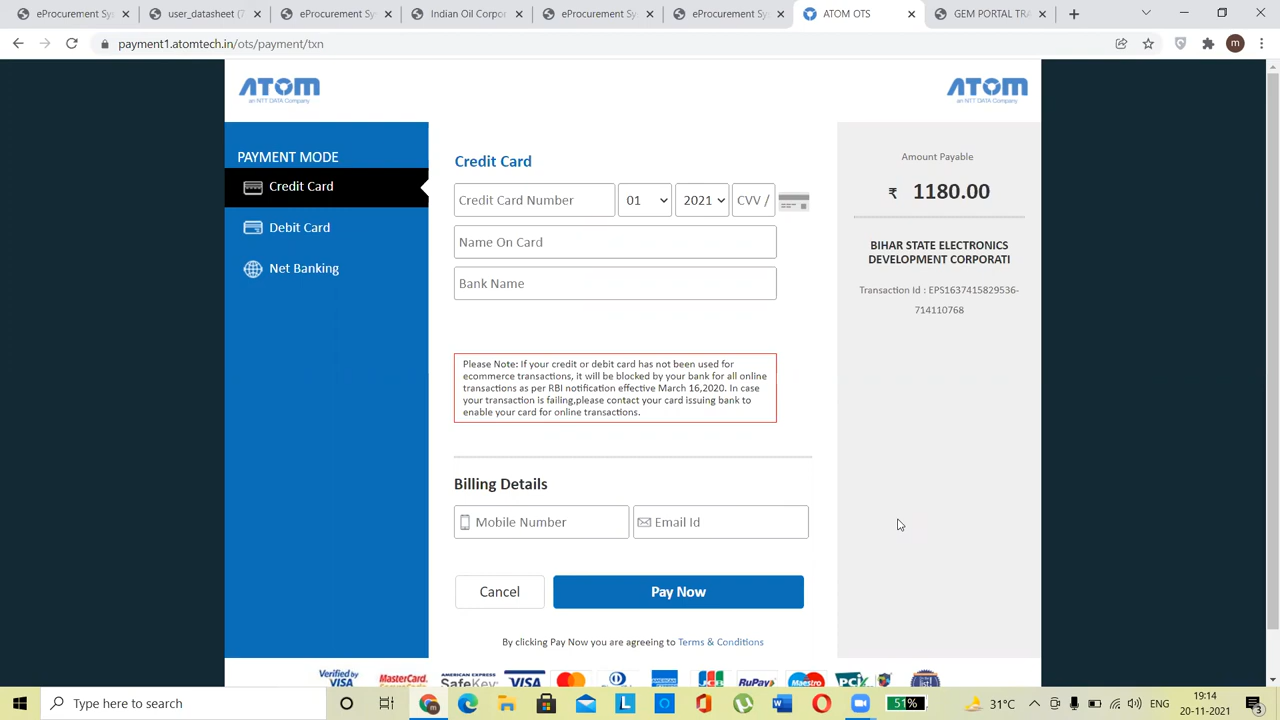 eProcurement Sys
user_datasheet (7
eProcurement Sys
Indian Oil Corpor
eProcurement Sys
eProcurement Sy
ATOM OTS
GEM PORTAL TRA
payment1.atomtech.in/ots/payment/txn
m
ATOM
an NTT DATA Company
ATOM
an NTT DATA Company
PAYMENT MODE
Credit Card
Debit Card
Net Banking
Credit Card
Credit Card Number
01
2021
CVV /
Name On Card
Bank Name
Please Note: If your credit or debit card has not been used for
ecommerce transactions, it will be blocked by your bank for all online
transactions as per RBI notification effective March 16,2020. In case
your transaction is failing,please contact your card issuing bank to
enable your card for online transactions.
Billing Details
Mobile Number
Email Id
Cancel
Pay Now
By clicking Pay Now you are agreeing to Terms & Conditions
Amount Payable
₹ 1180.00
BIHAR STATE ELECTRONICS
DEVELOPMENT CORPORATI
Transaction Id : EPS1637415829536-
714110768
Verified by
VISA
MasterCard.
AMERICAN EXPRESS
SafeKey
VISA
RuPay
Maestro
PCI
Type here to search
51%
31°C
19:14
20-11-2021
3